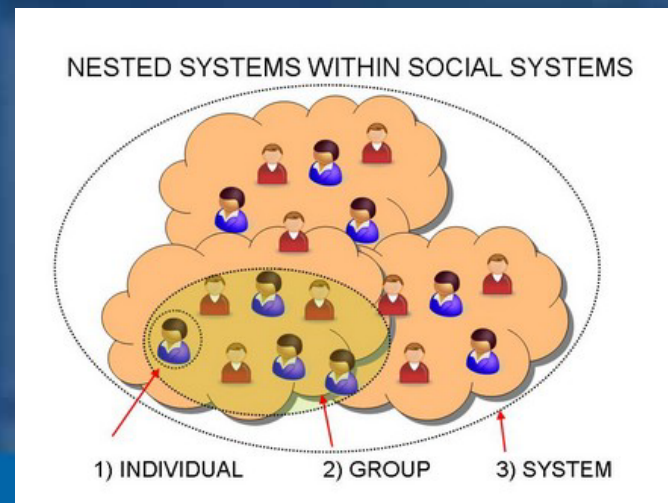 NESTED SYSTEMS WITHIN SOCIAL SYSTEMS
1) INDIVIDUAL 2) GROUP 3) SYSTEM